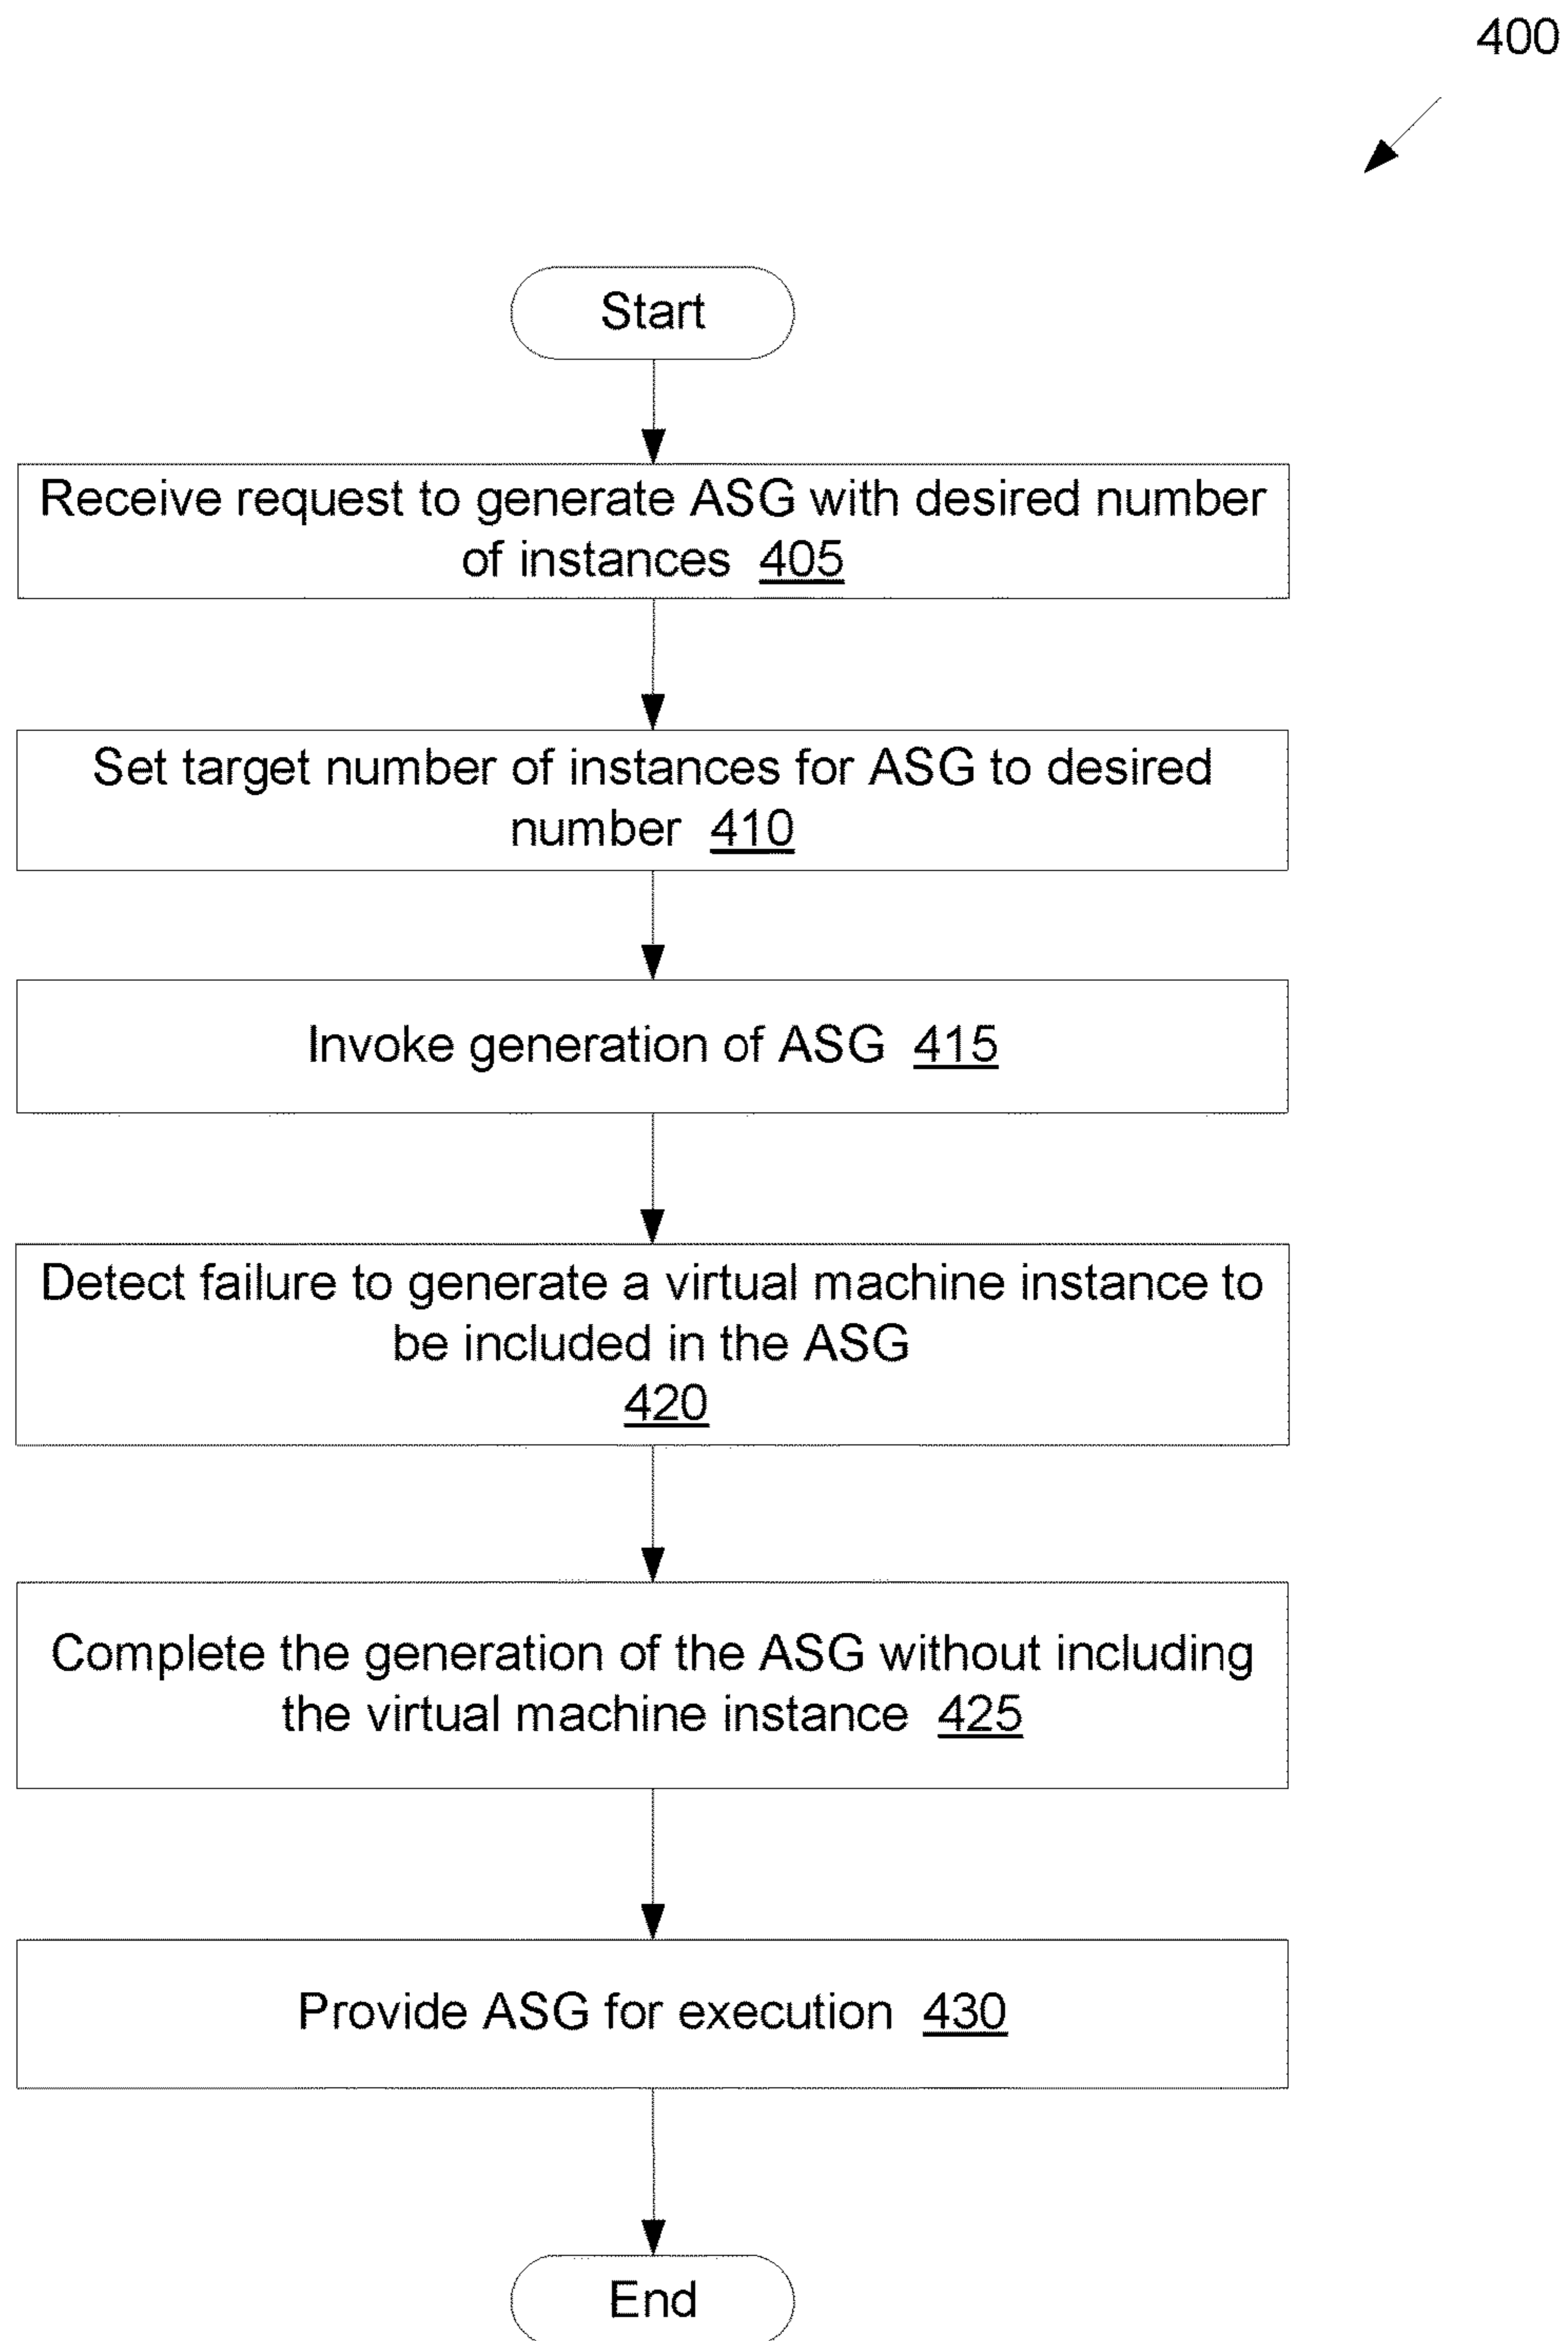 400
Start
Receive request to generate ASG with desired number
of instances 405
Set target number of instances for ASG to desired
number 410
Invoke generation of ASG 415
Detect failure to generate a virtual machine instance to
be included in the ASG
420
Complete the generation of the ASG without including
the virtual machine instance 425
Provide ASG for execution 430
End